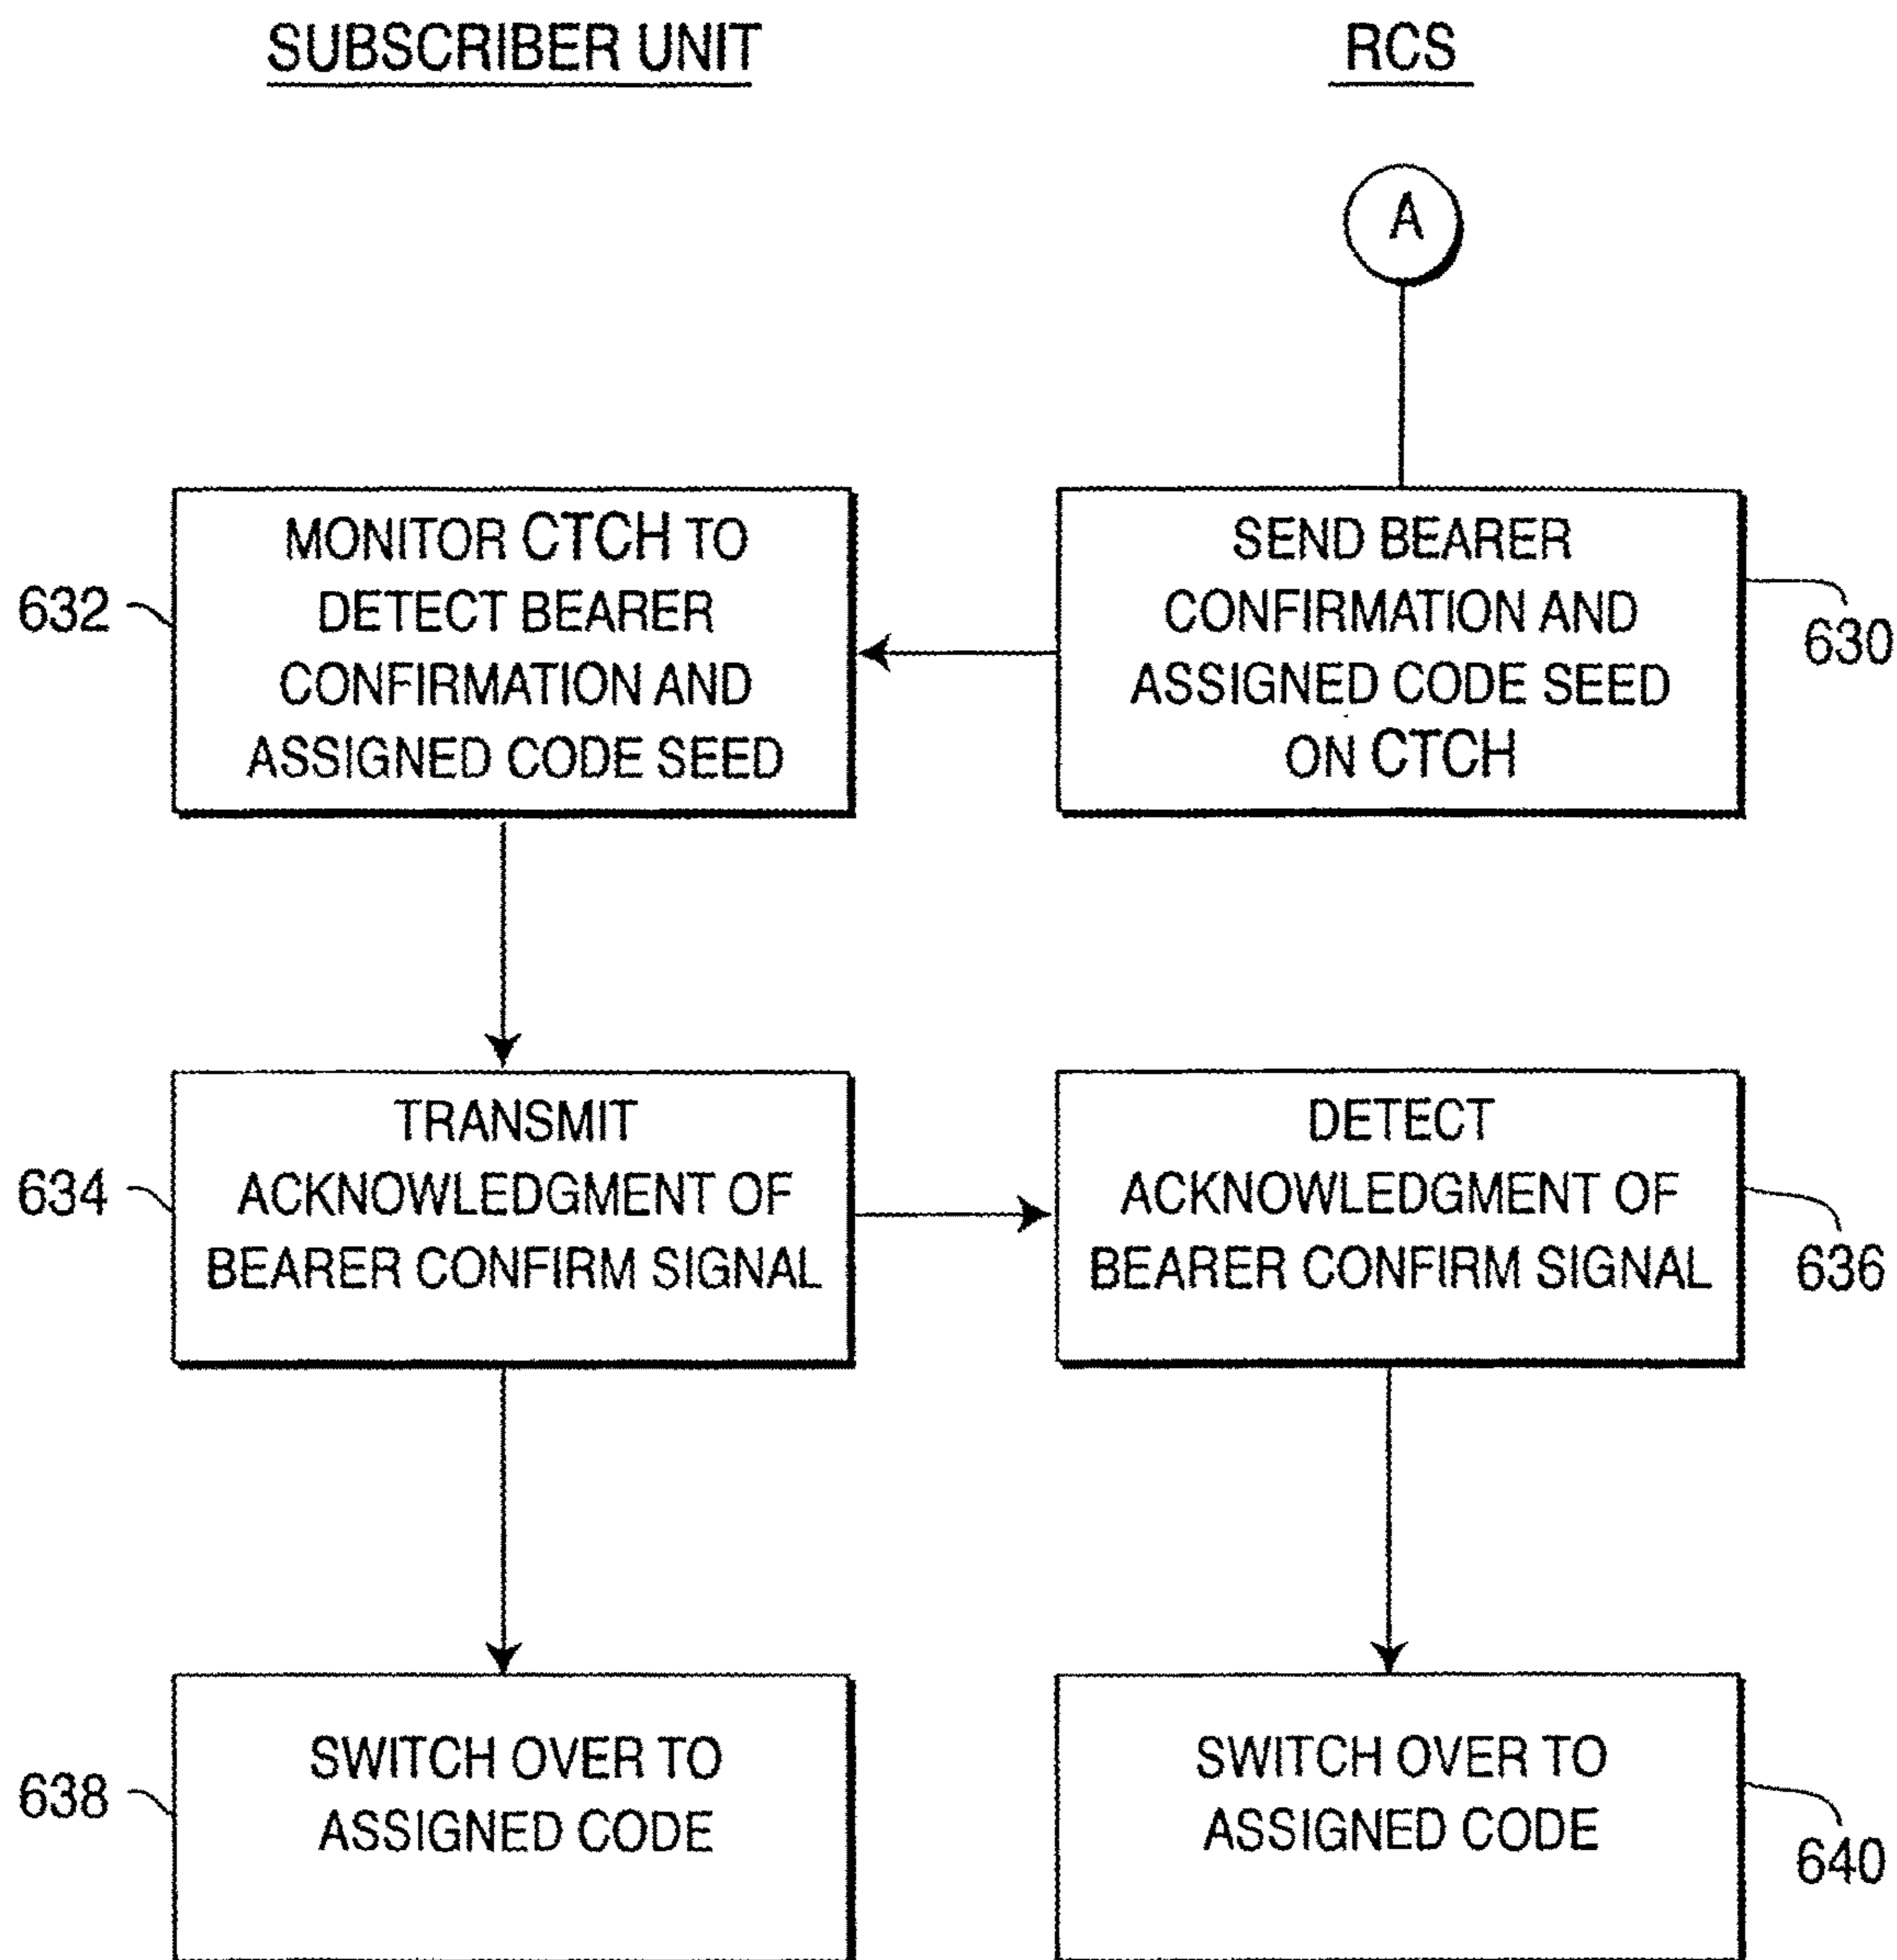 SUBSCRIBER UNIT
RCS
A
MONITOR CTCH TO
DETECT BEARER
CONFIRMATION AND
ASSIGNED CODE SEED
632
SEND BEARER
CONFIRMATION AND
ASSIGNED CODE SEED
ON CTCH
630
TRANSMIT
ACKNOWLEDGMENT OF
BEARER CONFIRM SIGNAL
634
DETECT
ACKNOWLEDGMENT OF
BEARER CONFIRM SIGNAL
636
SWITCH OVER TO
ASSIGNED CODE
638
SWITCH OVER TO
ASSIGNED CODE
640